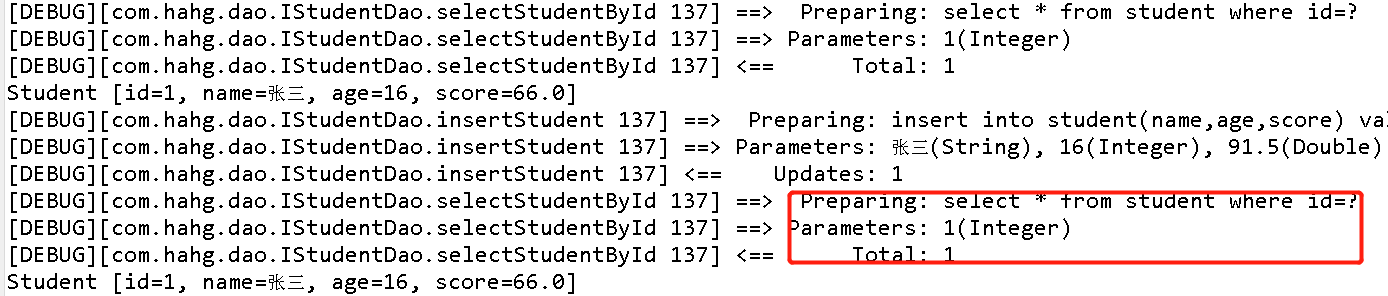 [DEBUG][com.hahg.dao.IStudentDao.selectStudentById 137] ==>  Preparing: select * from student where id=?
[DEBUG][com.hahg.dao.IStudentDao.selectStudentById 137] ==> Parameters: 1(Integer)
[DEBUG][com.hahg.dao.IStudentDao.selectStudentById 137] <==      Total: 1
Student [id=1, name=张三, age=16, score=66.0]
[DEBUG][com.hahg.dao.IStudentDao.insertStudent 137] ==>  Preparing: insert into student(name,age,score) val
[DEBUG][com.hahg.dao.IStudentDao.insertStudent 137] ==> Parameters: 张三(String), 16(Integer), 91.5(Double)
[DEBUG][com.hahg.dao.IStudentDao.insertStudent 137] <==    Updates: 1
[DEBUG][com.hahg.dao.IStudentDao.selectStudentById 137] ==>  Preparing: select * from student where id=?
[DEBUG][com.hahg.dao.IStudentDao.selectStudentById 137] ==> Parameters: 1(Integer)
[DEBUG][com.hahg.dao.IStudentDao.selectStudentById 137] <==      Total: 1
Student [id=1, name=张三, age=16, score=66.0]